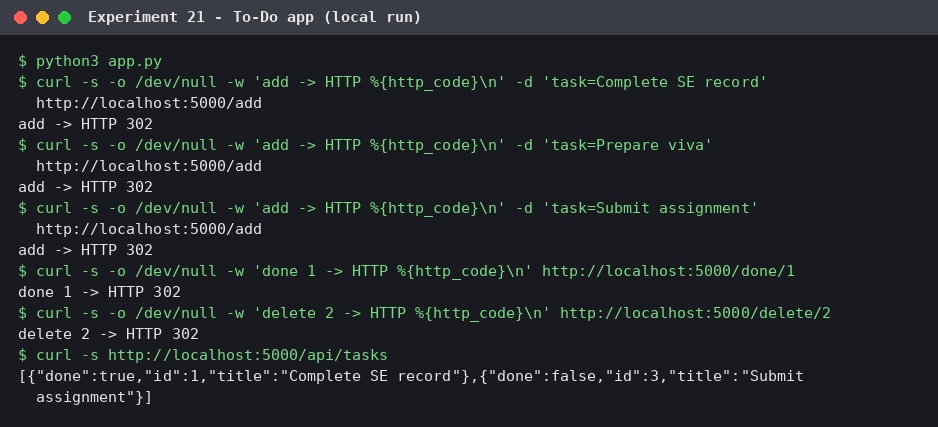 Experiment 21 - To-Do app (local run)
$ python3 app.py
$ curl -s -o /dev/null -w 'add -> HTTP %{http_code}\n' -d 'task=Complete SE record'
  http://localhost:5000/add
add -> HTTP 302
$ curl -s -o /dev/null -w 'add -> HTTP %{http_code}\n' -d 'task=Prepare viva'
  http://localhost:5000/add
add -> HTTP 302
$ curl -s -o /dev/null -w 'add -> HTTP %{http_code}\n' -d 'task=Submit assignment'
  http://localhost:5000/add
add -> HTTP 302
$ curl -s -o /dev/null -w 'done 1 -> HTTP %{http_code}\n' http://localhost:5000/done/1
done 1 -> HTTP 302
$ curl -s -o /dev/null -w 'delete 2 -> HTTP %{http_code}\n' http://localhost:5000/delete/2
delete 2 -> HTTP 302
$ curl -s http://localhost:5000/api/tasks
[{"done":true,"id":1,"title":"Complete SE record"},{"done":false,"id":3,"title":"Submit
  assignment"}]